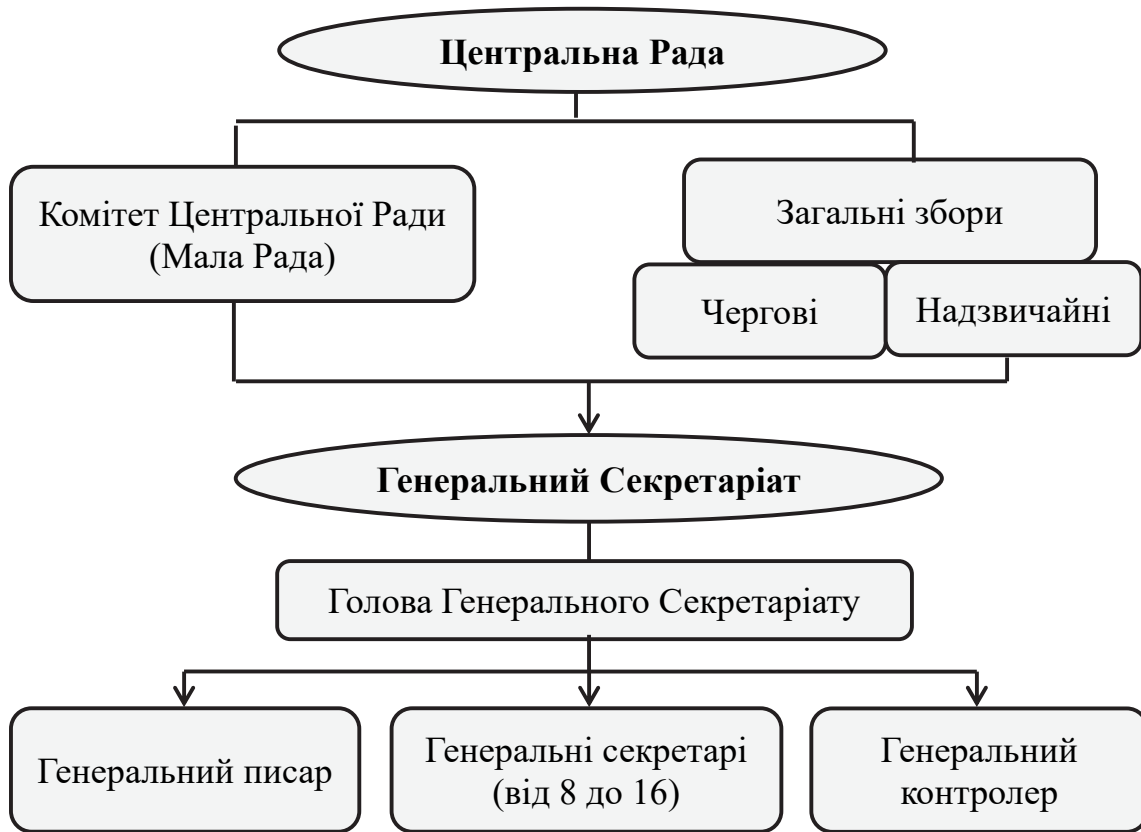 Центральна Рада
Комітет Центральної Ради
(Мала Рада)
Загальні збори
Чергові
Надзвичайні
Генеральний Секретаріат
Голова Генерального Секретаріату
Генеральний писар
Генеральні секретарі
(від 8 до 16)
Генеральний
контролер